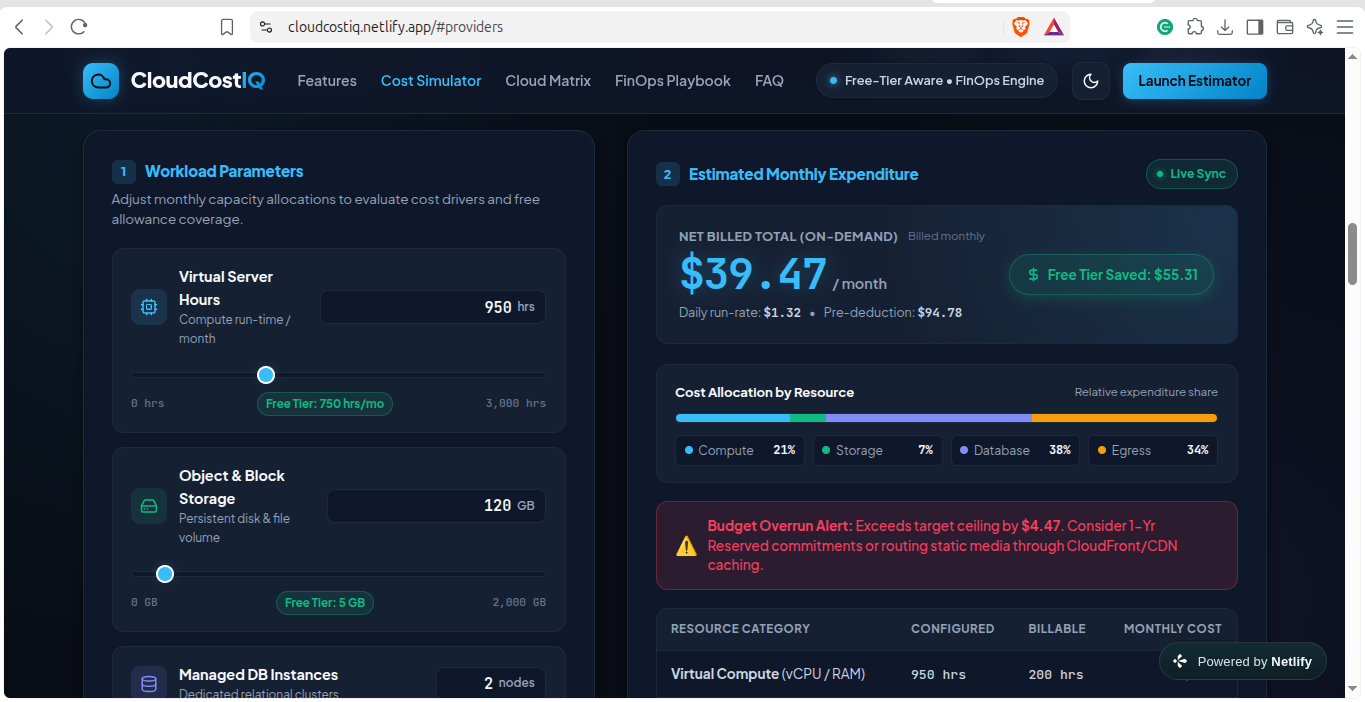 cloudcostiq.netlify.app/#providers
CloudCostIQ
Features
Cost Simulator
Cloud Matrix
FinOps Playbook
FAQ
Free-Tier Aware • FinOps Engine
Launch Estimator
1
Workload Parameters
Adjust monthly capacity allocations to evaluate cost drivers and free
allowance coverage.
Virtual Server
Hours
Compute run-time /
month
950 hrs
0 hrs
Free Tier: 750 hrs/mo
3,000 hrs
Object & Block
Storage
Persistent disk & file
volume
120 GB
0 GB
Free Tier: 5 GB
2,000 GB
Managed DB Instances
Dedicated relational clusters
2 nodes
2
Estimated Monthly Expenditure
Live Sync
NET BILLED TOTAL (ON-DEMAND) Billed monthly
$39.47 / month
$ Free Tier Saved: $55.31
Daily run-rate: $1.32 • Pre-deduction: $94.78
Cost Allocation by Resource
Relative expenditure share
Compute 21%
Storage 7%
Database 38%
Egress 34%
Budget Overrun Alert: Exceeds target ceiling by $4.47. Consider 1-Yr
Reserved commitments or routing static media through CloudFront/CDN
caching.
RESOURCE CATEGORY CONFIGURED BILLABLE MONTHLY COST
Virtual Compute (vCPU / RAM) 950 hrs 200 hrs
Powered by Netlify